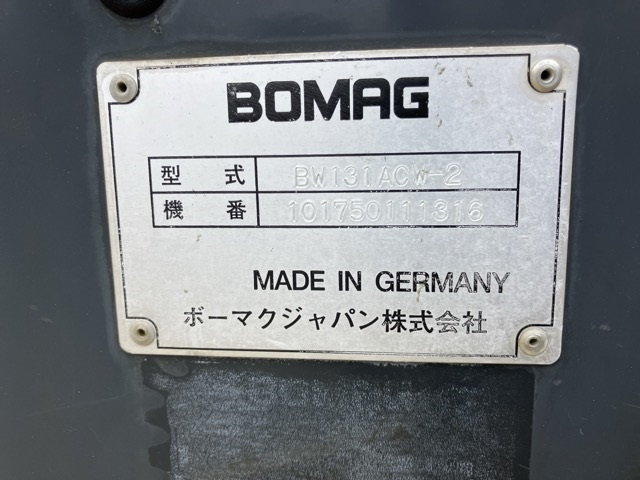 BOMAG
型式 BW131ACW-2
機番 101750111316
MADE IN GERMANY
ボーマクジャパン株式会社